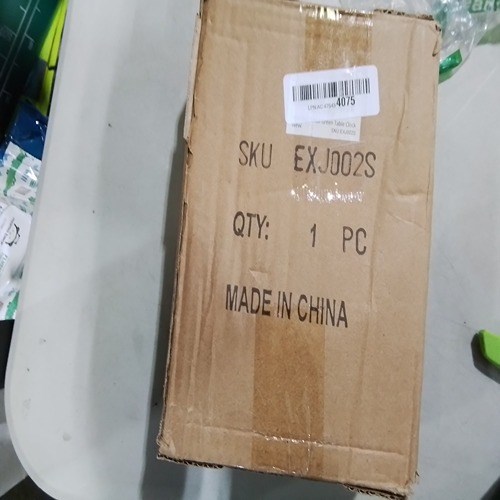 4075
SKU EXJ002S
QTY: 1 PC
MADE IN CHINA